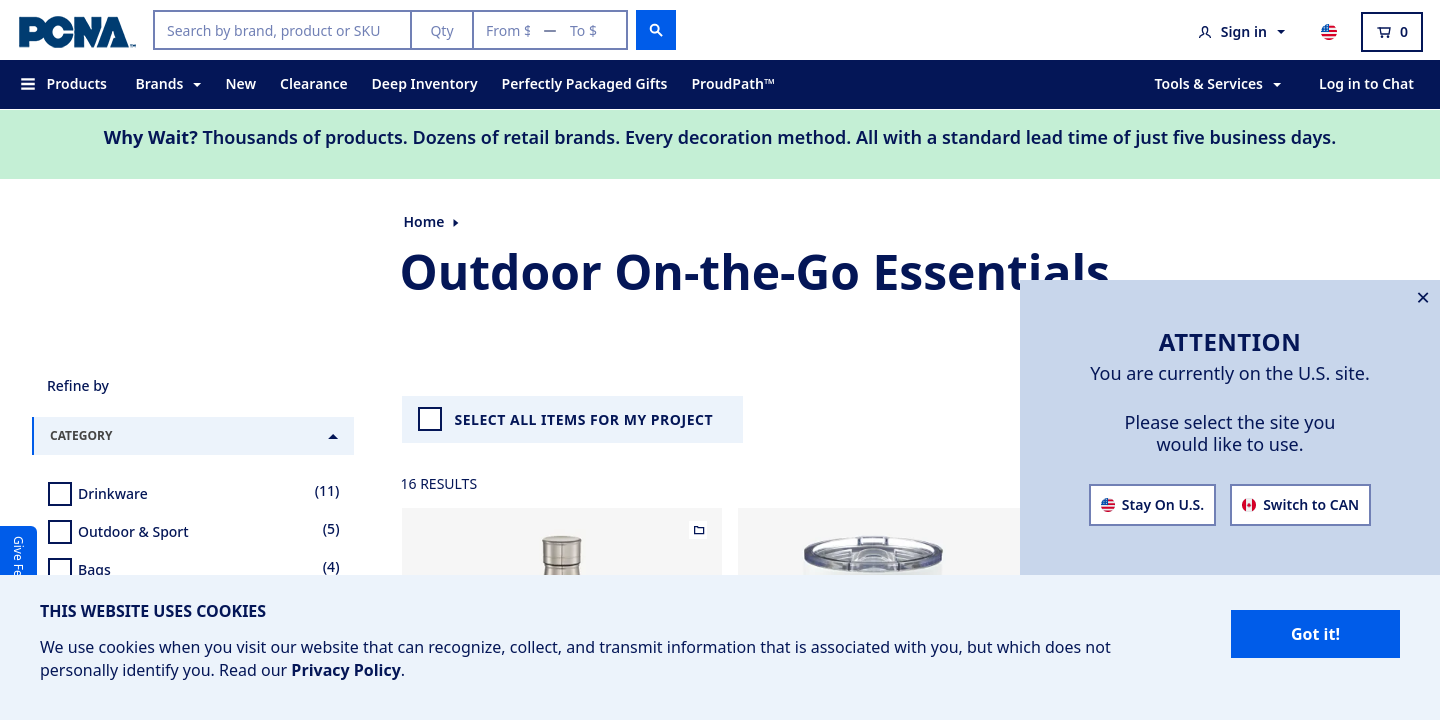 PCNA™
Search by brand, product or SKU
Qty
From $ — To $
Sign in
0
Products
Brands
New
Clearance
Deep Inventory
Perfectly Packaged Gifts
ProudPath™
Tools & Services
Log in to Chat
Why Wait? Thousands of products. Dozens of retail brands. Every decoration method. All with a standard lead time of just five business days.
Home
Outdoor On-the-Go Essentials
ATTENTION
You are currently on the U.S. site.
Please select the site you
would like to use.
Stay On U.S.
Switch to CAN
Refine by
CATEGORY
Drinkware (11)
Outdoor & Sport (5)
Bags (4)
SELECT ALL ITEMS FOR MY PROJECT
16 RESULTS
Give
THIS WEBSITE USES COOKIES
We use cookies when you visit our website that can recognize, collect, and transmit information that is associated with you, but which does not
personally identify you. Read our Privacy Policy.
Got it!